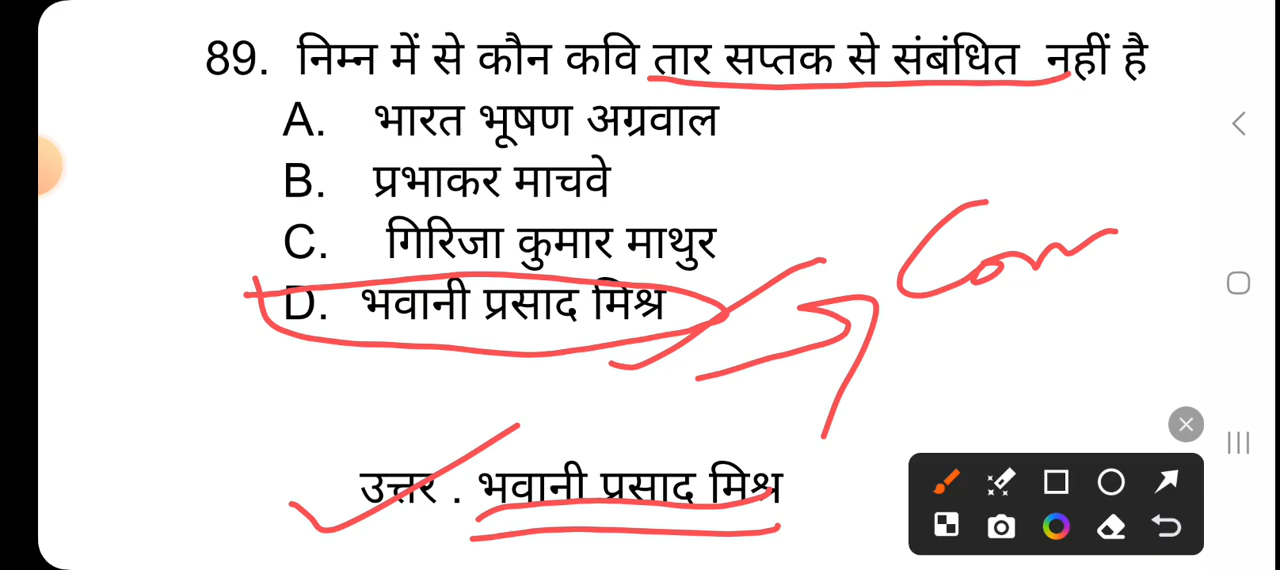 89. निम्न में से कौन कवि तार सप्तक से संबंधित नहीं है
A. भारत भूषण अग्रवाल
B. प्रभाकर माचवे
C. गिरिजा कुमार माथुर
D. भवानी प्रसाद मिश्र
उत्तर . भवानी प्रसाद मिश्र